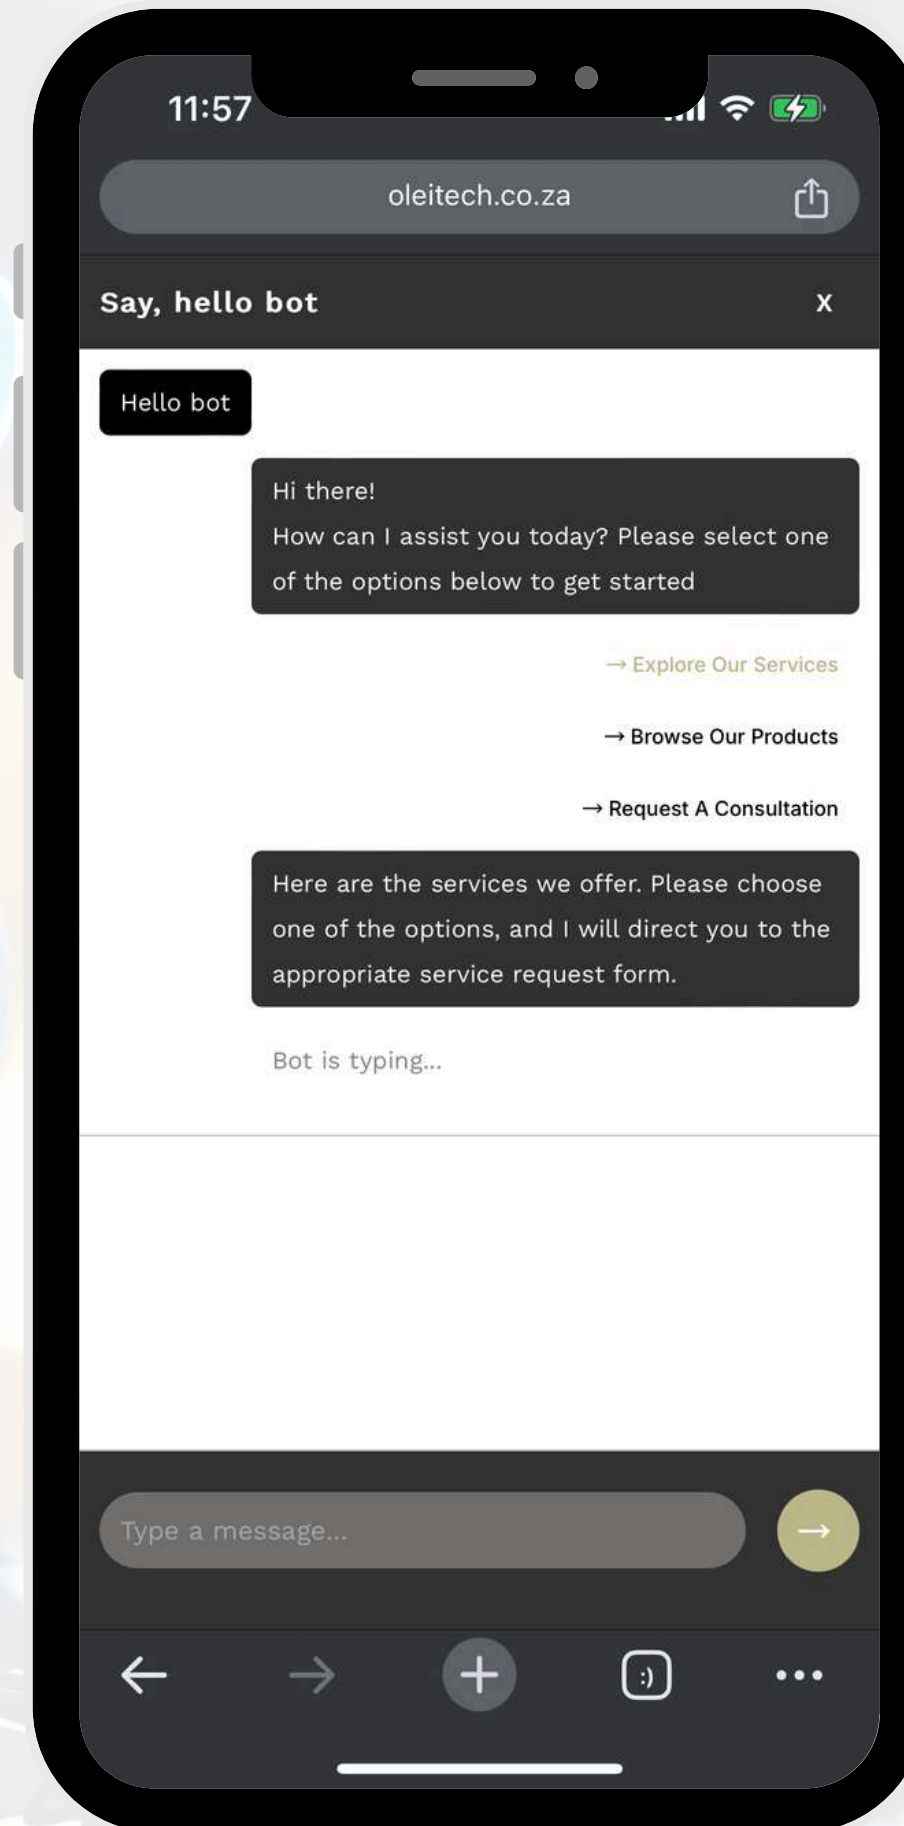 11:57
oleitech.co.za
Say, hello bot
X
Hello bot
Hi there!
How can I assist you today? Please select one
of the options below to get started
→ Explore Our Services
→ Browse Our Products
→ Request A Consultation
Here are the services we offer. Please choose
one of the options, and I will direct you to the
appropriate service request form.
Bot is typing...
Type a message...
:)